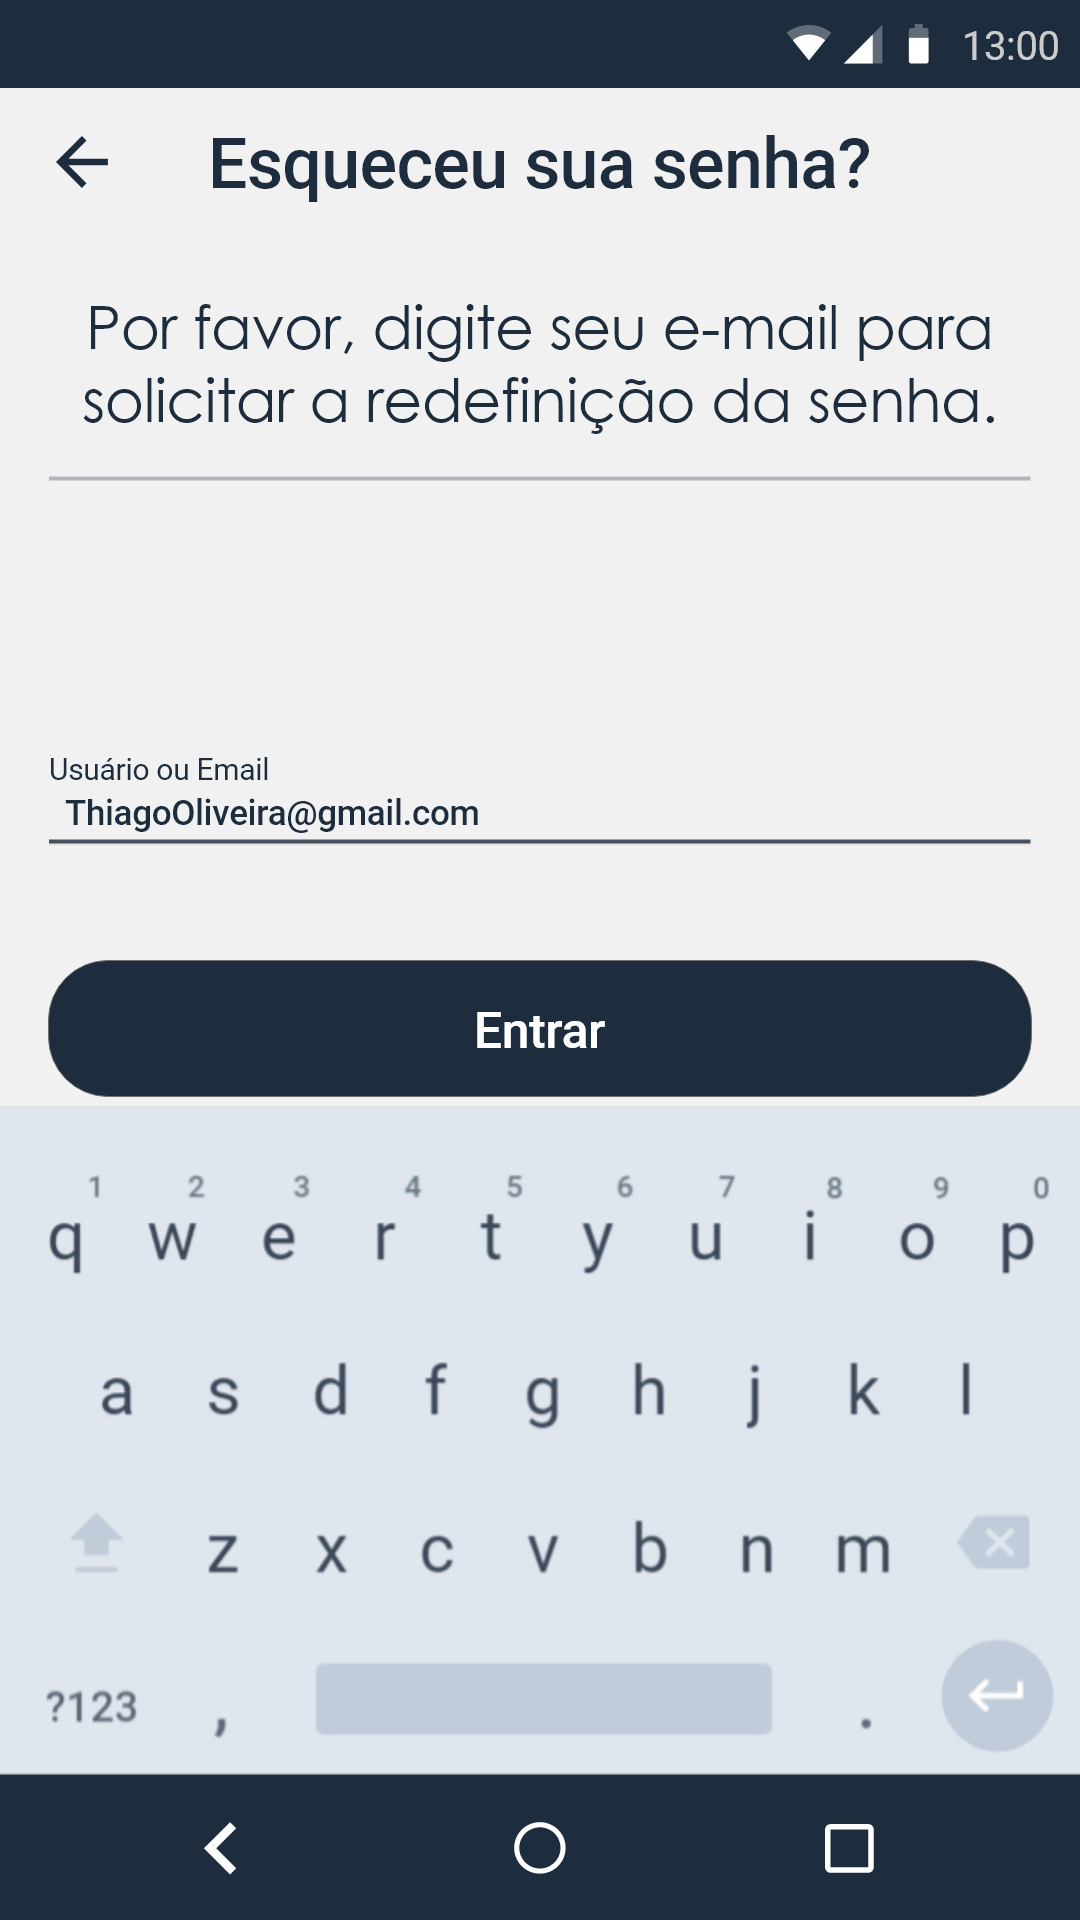 13:00
Esqueceu sua senha?
Por favor, digite seu e-mail para
solicitar a redefinição da senha.
Usuário ou Email
ThiagoOliveira@gmail.com
Entrar
1 2 3 4 5 6 7 8 9 0
q w e r t y u i o p
a s d f g h j k l
z x c v b n m
?123 , .